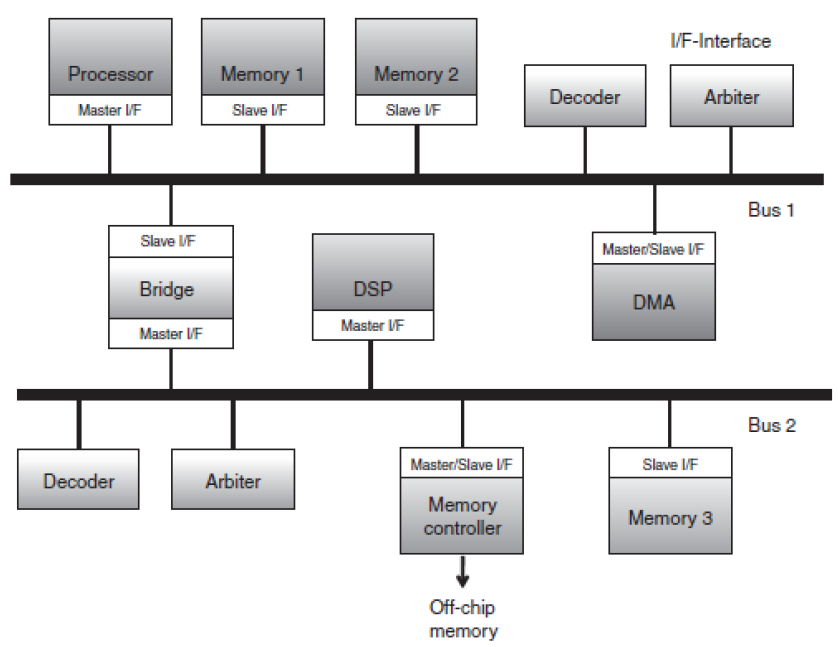 I/F-Interface
Processor
Master I/F
Memory 1
Slave I/F
Memory 2
Slave I/F
Decoder
Arbiter
Bus 1
Slave I/F
Bridge
Master I/F
DSP
Master I/F
Master/Slave I/F
DMA
Bus 2
Decoder
Arbiter
Master/Slave I/F
Memory
controller
Slave I/F
Memory 3
Off-chip
memory